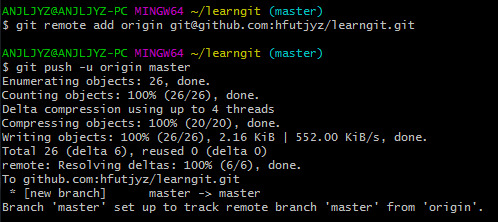 ANJLJYZ@ANJLJYZ-PC MINGW64 ~/learngit (master)
$ git remote add origin git@github.com:hfutjyz/learngit.git
ANJLJYZ@ANJLJYZ-PC MINGW64 ~/learngit (master)
$ git push -u origin master
Enumerating objects: 26, done.
Counting objects: 100% (26/26), done.
Delta compression using up to 4 threads
Compressing objects: 100% (20/20), done.
Writing objects: 100% (26/26), 2.16 KiB | 552.00 KiB/s, done.
Total 26 (delta 6), reused 0 (delta 0)
remote: Resolving deltas: 100% (6/6), done.
To github.com:hfutjyz/learngit.git
 * [new branch]      master -> master
Branch 'master' set up to track remote branch 'master' from 'origin'.